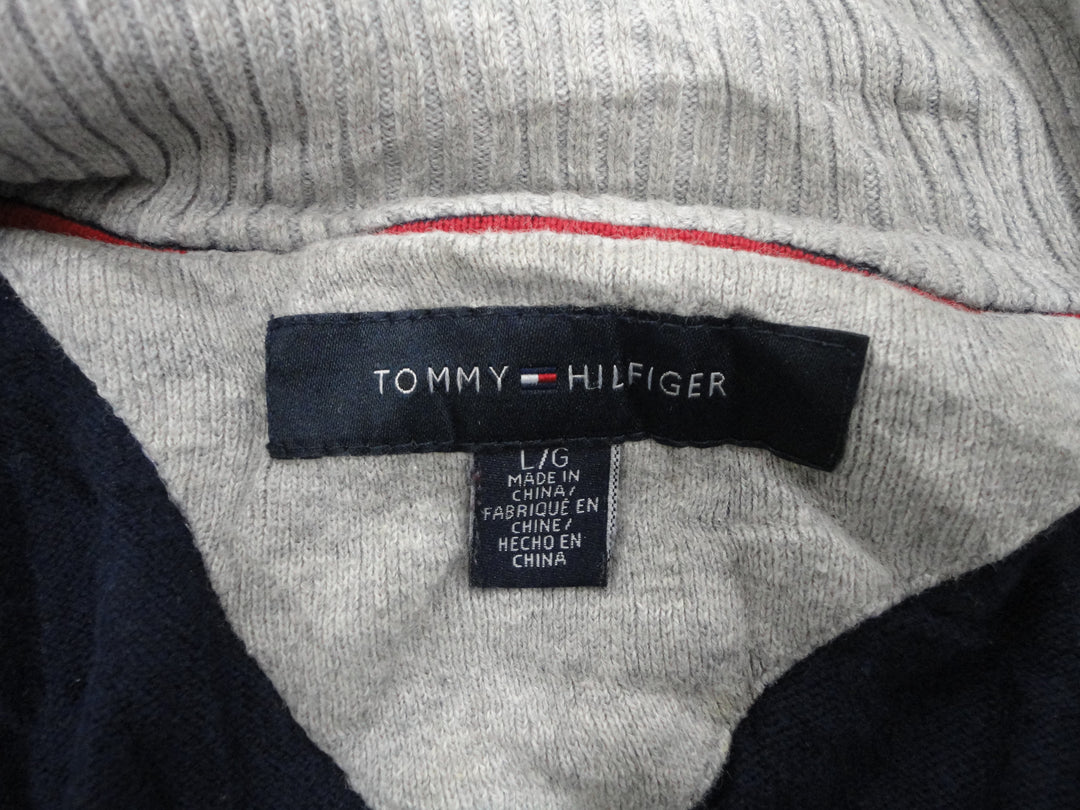 TOMMY HILFIGER
L/G
MADE IN
CHINA/
FABRIQUÉ EN
CHINE/
HECHO EN
CHINA